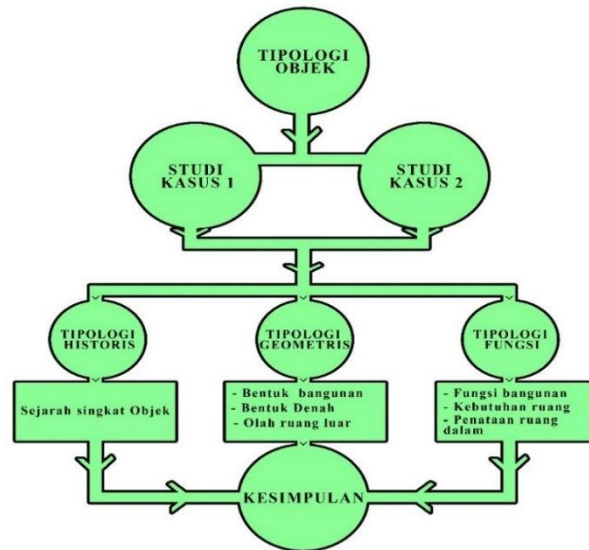 TIPOLOGI
OBJEK
STUDI
KASUS 1
STUDI
KASUS 2
TIPOLOGI
HISTORIS
TIPOLOGI
GEOMETRIS
TIPOLOGI
FUNGSI
Sejarah singkat Objek
- Bentuk bangunan
- Bentuk Denah
- Olah ruang luar
- Fungsi bangunan
- Kebutuhan ruang
- Penataan ruang
dalam
KESIMPULAN